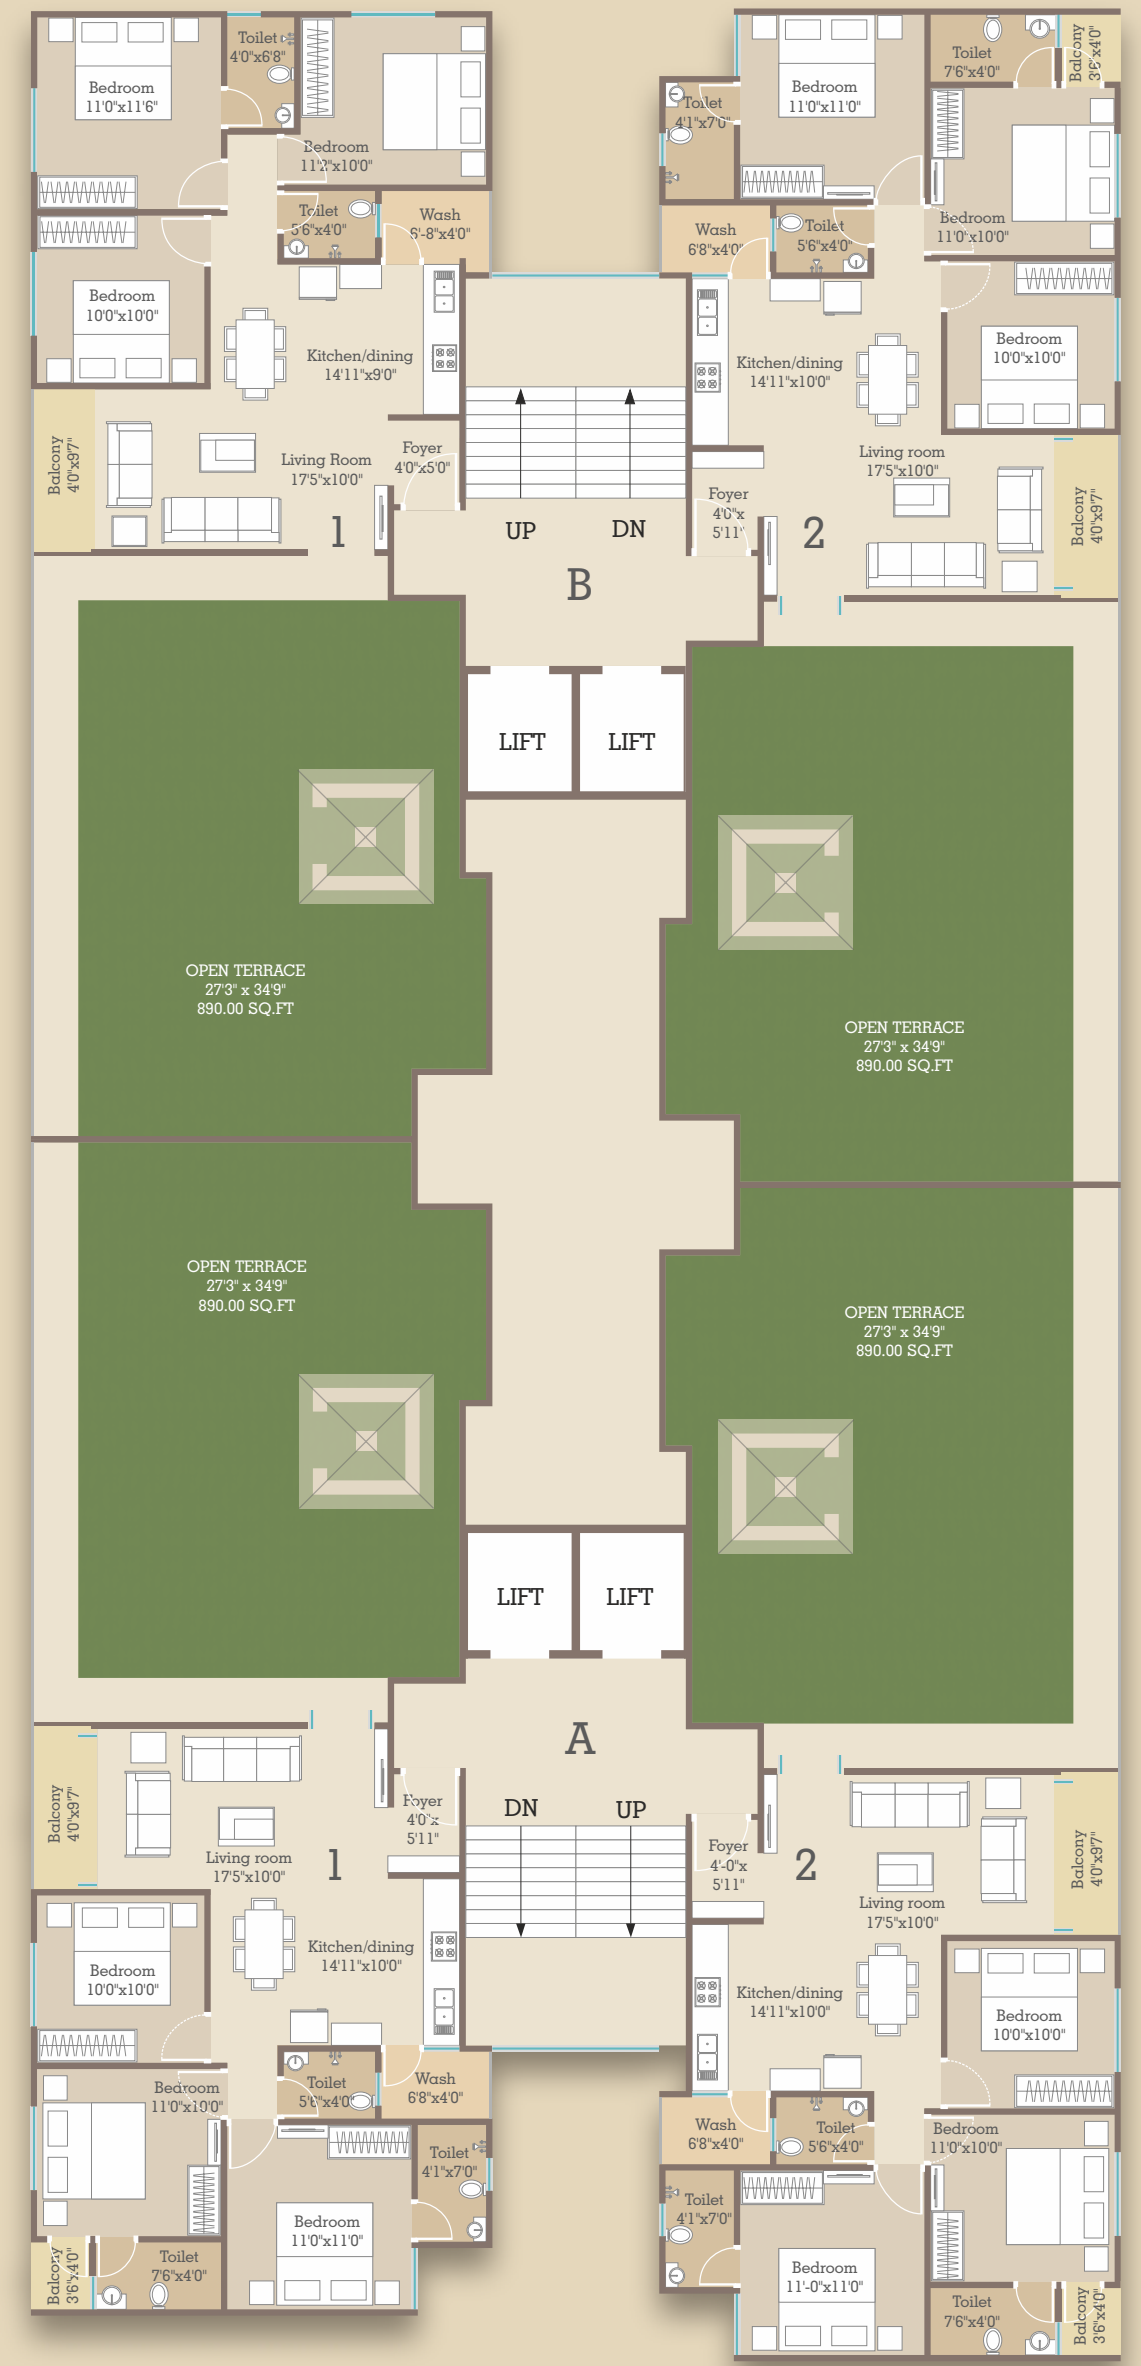 Bedroom
11'0"x11'6"
Toilet
4'0"x6'8"
Bedroom
11'2"x10'0"
Toilet
5'6"x4'0"
Wash
6'-8"x4'0"
Bedroom
10'0"x10'0"
Kitchen/dining
14'11"x9'0"
Balcony
4'0"x9'7"
Living Room
17'5"x10'0"
Foyer
4'0"x5'0"
1
Bedroom
11'0"x11'0"
Toilet
7'6"x4'0"
Balcony
3'6"x4'0"
Toilet
4'1"x7'0"
Bedroom
11'0"x10'0"
Wash
6'8"x4'0"
Toilet
5'6"x4'0"
Bedroom
10'0"x10'0"
Kitchen/dining
14'11"x10'0"
Living room
17'5"x10'0"
Foyer
4'0"x
5'11"
2
Balcony
4'0"x9'7"
UP
DN
B
LIFT
LIFT
OPEN TERRACE
27'3" x 34'9"
890.00 SQ.FT
OPEN TERRACE
27'3" x 34'9"
890.00 SQ.FT
OPEN TERRACE
27'3" x 34'9"
890.00 SQ.FT
OPEN TERRACE
27'3" x 34'9"
890.00 SQ.FT
LIFT
LIFT
A
DN
UP
Balcony
4'0"x9'7"
Foyer
4'0"x
5'11"
Living room
17'5"x10'0"
1
Kitchen/dining
14'11"x10'0"
Bedroom
10'0"x10'0"
Bedroom
11'0"x10'0"
Toilet
5'6"x4'0"
Wash
6'8"x4'0"
Toilet
4'1"x7'0"
Bedroom
11'0"x11'0"
Balcony
3'6"x4'0"
Toilet
7'6"x4'0"
Foyer
4'-0"x
5'11"
2
Balcony
4'0"x9'7"
Living room
17'5"x10'0"
Kitchen/dining
14'11"x10'0"
Bedroom
10'0"x10'0"
Wash
6'8"x4'0"
Toilet
5'6"x4'0"
Bedroom
11'0"x10'0"
Toilet
4'1"x7'0"
Bedroom
11'-0"x11'0"
Toilet
7'6"x4'0"
Balcony
3'6"x4'0"